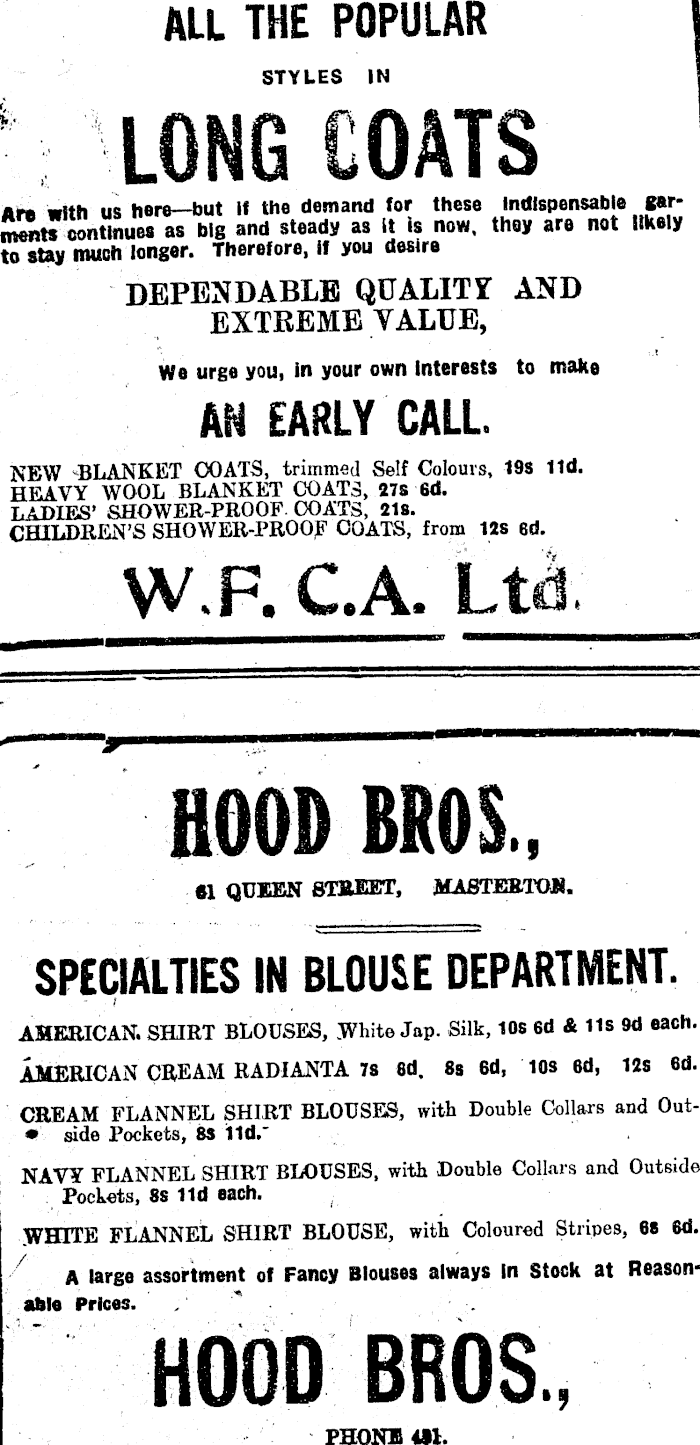 ALL THE POPULAR
STYLES IN
LONG COATS
Are with us here—but if the demand for these indispensable gar-
ments continues as big and steady as it is now, they are not likely
to stay much longer. Therefore, if you desire
DEPENDABLE QUALITY AND
EXTREME VALUE,
We urge you, in your own interests to make
AN EARLY CALL.
NEW BLANKET COATS, trimmed Self Colours, 19s 11d.
HEAVY WOOL BLANKET COATS, 27s 6d.
LADIES' SHOWER-PROOF COATS, 21s.
CHILDREN'S SHOWER-PROOF COATS, from 12s 6d.
W.F.C.A. Ltd.
HOOD BROS.,
61 QUEEN STREET, MASTERTON.
SPECIALTIES IN BLOUSE DEPARTMENT.
AMERICAN SHIRT BLOUSES, White Jap. Silk, 10s 6d & 11s 9d each.
AMERICAN CREAM RADIANTA 7s 6d, 8s 6d, 10s 6d, 12s 6d.
CREAM FLANNEL SHIRT BLOUSES, with Double Collars and Out-
side Pockets, 8s 11d.
NAVY FLANNEL SHIRT BLOUSES, with Double Collars and Outside
Pockets, 8s 11d each.
WHITE FLANNEL SHIRT BLOUSE, with Coloured Stripes, 6s 6d.
A large assortment of Fancy Blouses always in Stock at Reason-
able Prices.
HOOD BROS.,
PHONE